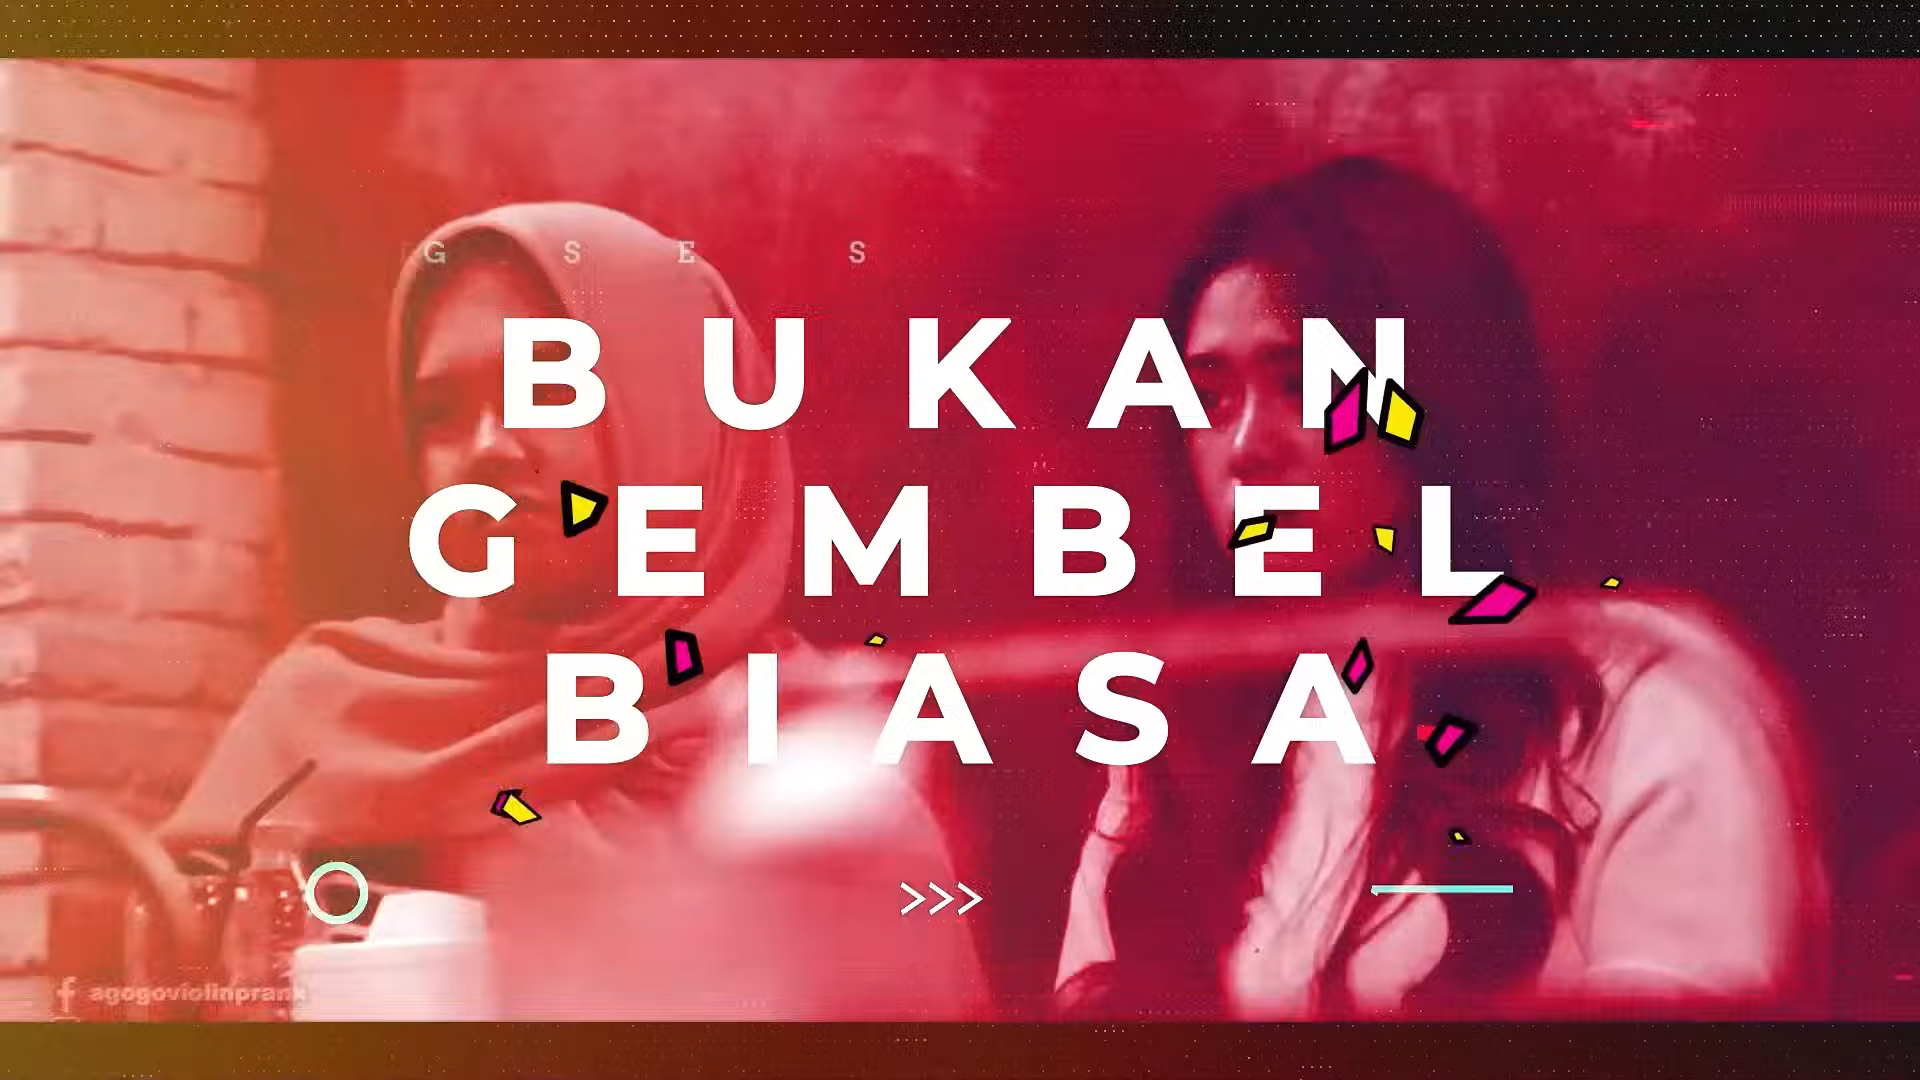 G S E S
BUKAN
GEMBEL
BIASA
agogoviolinprank